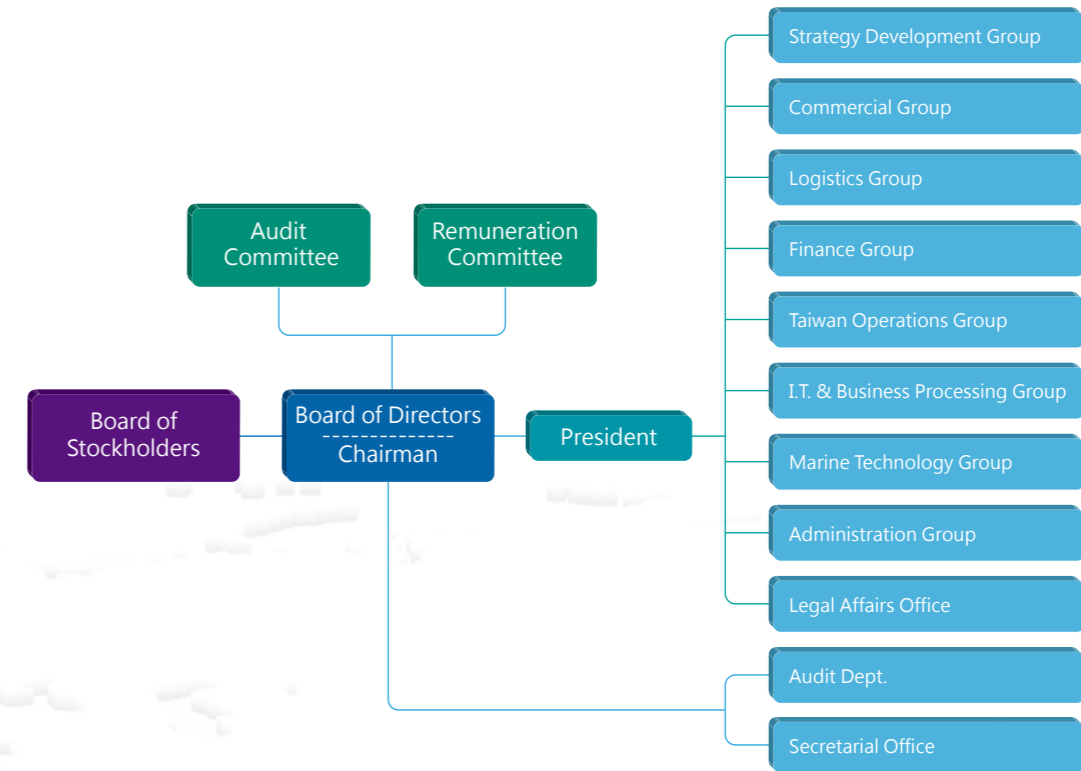 Audit
Committee
Remuneration
Committee
Board of
Stockholders
Board of Directors
Chairman
President
Strategy Development Group
Commercial Group
Logistics Group
Finance Group
Taiwan Operations Group
I.T. & Business Processing Group
Marine Technology Group
Administration Group
Legal Affairs Office
Audit Dept.
Secretarial Office